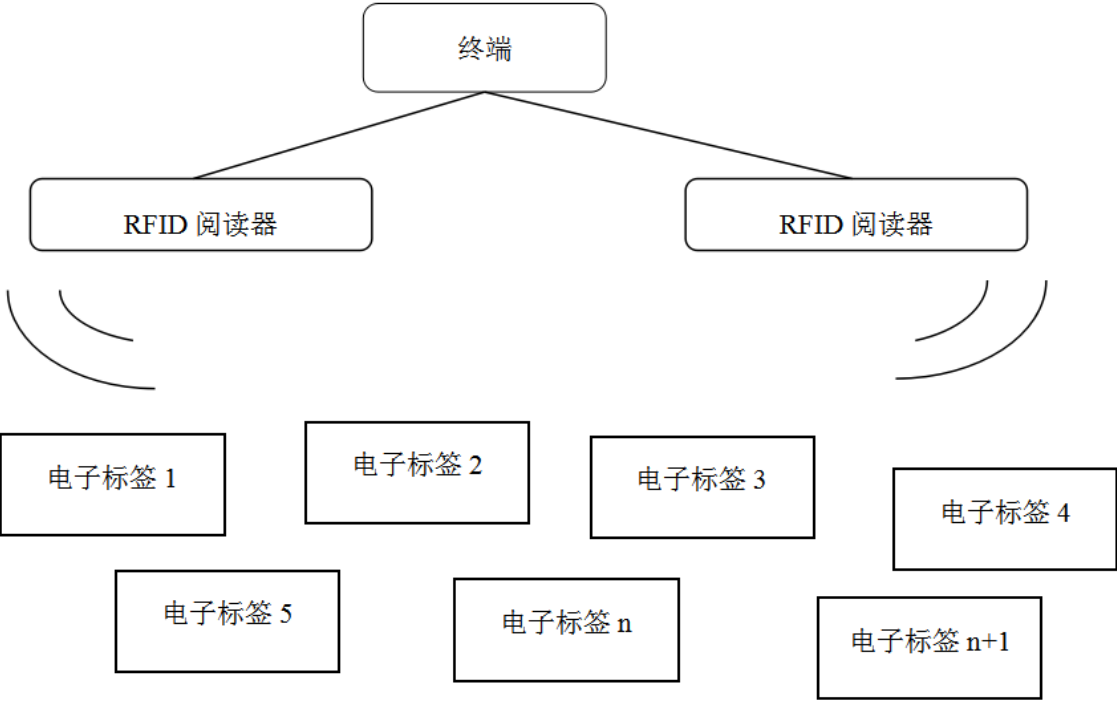 终端
RFID 阅读器
RFID 阅读器
电子标签 1
电子标签 2
电子标签 3
电子标签 4
电子标签 5
电子标签 n
电子标签 n+1